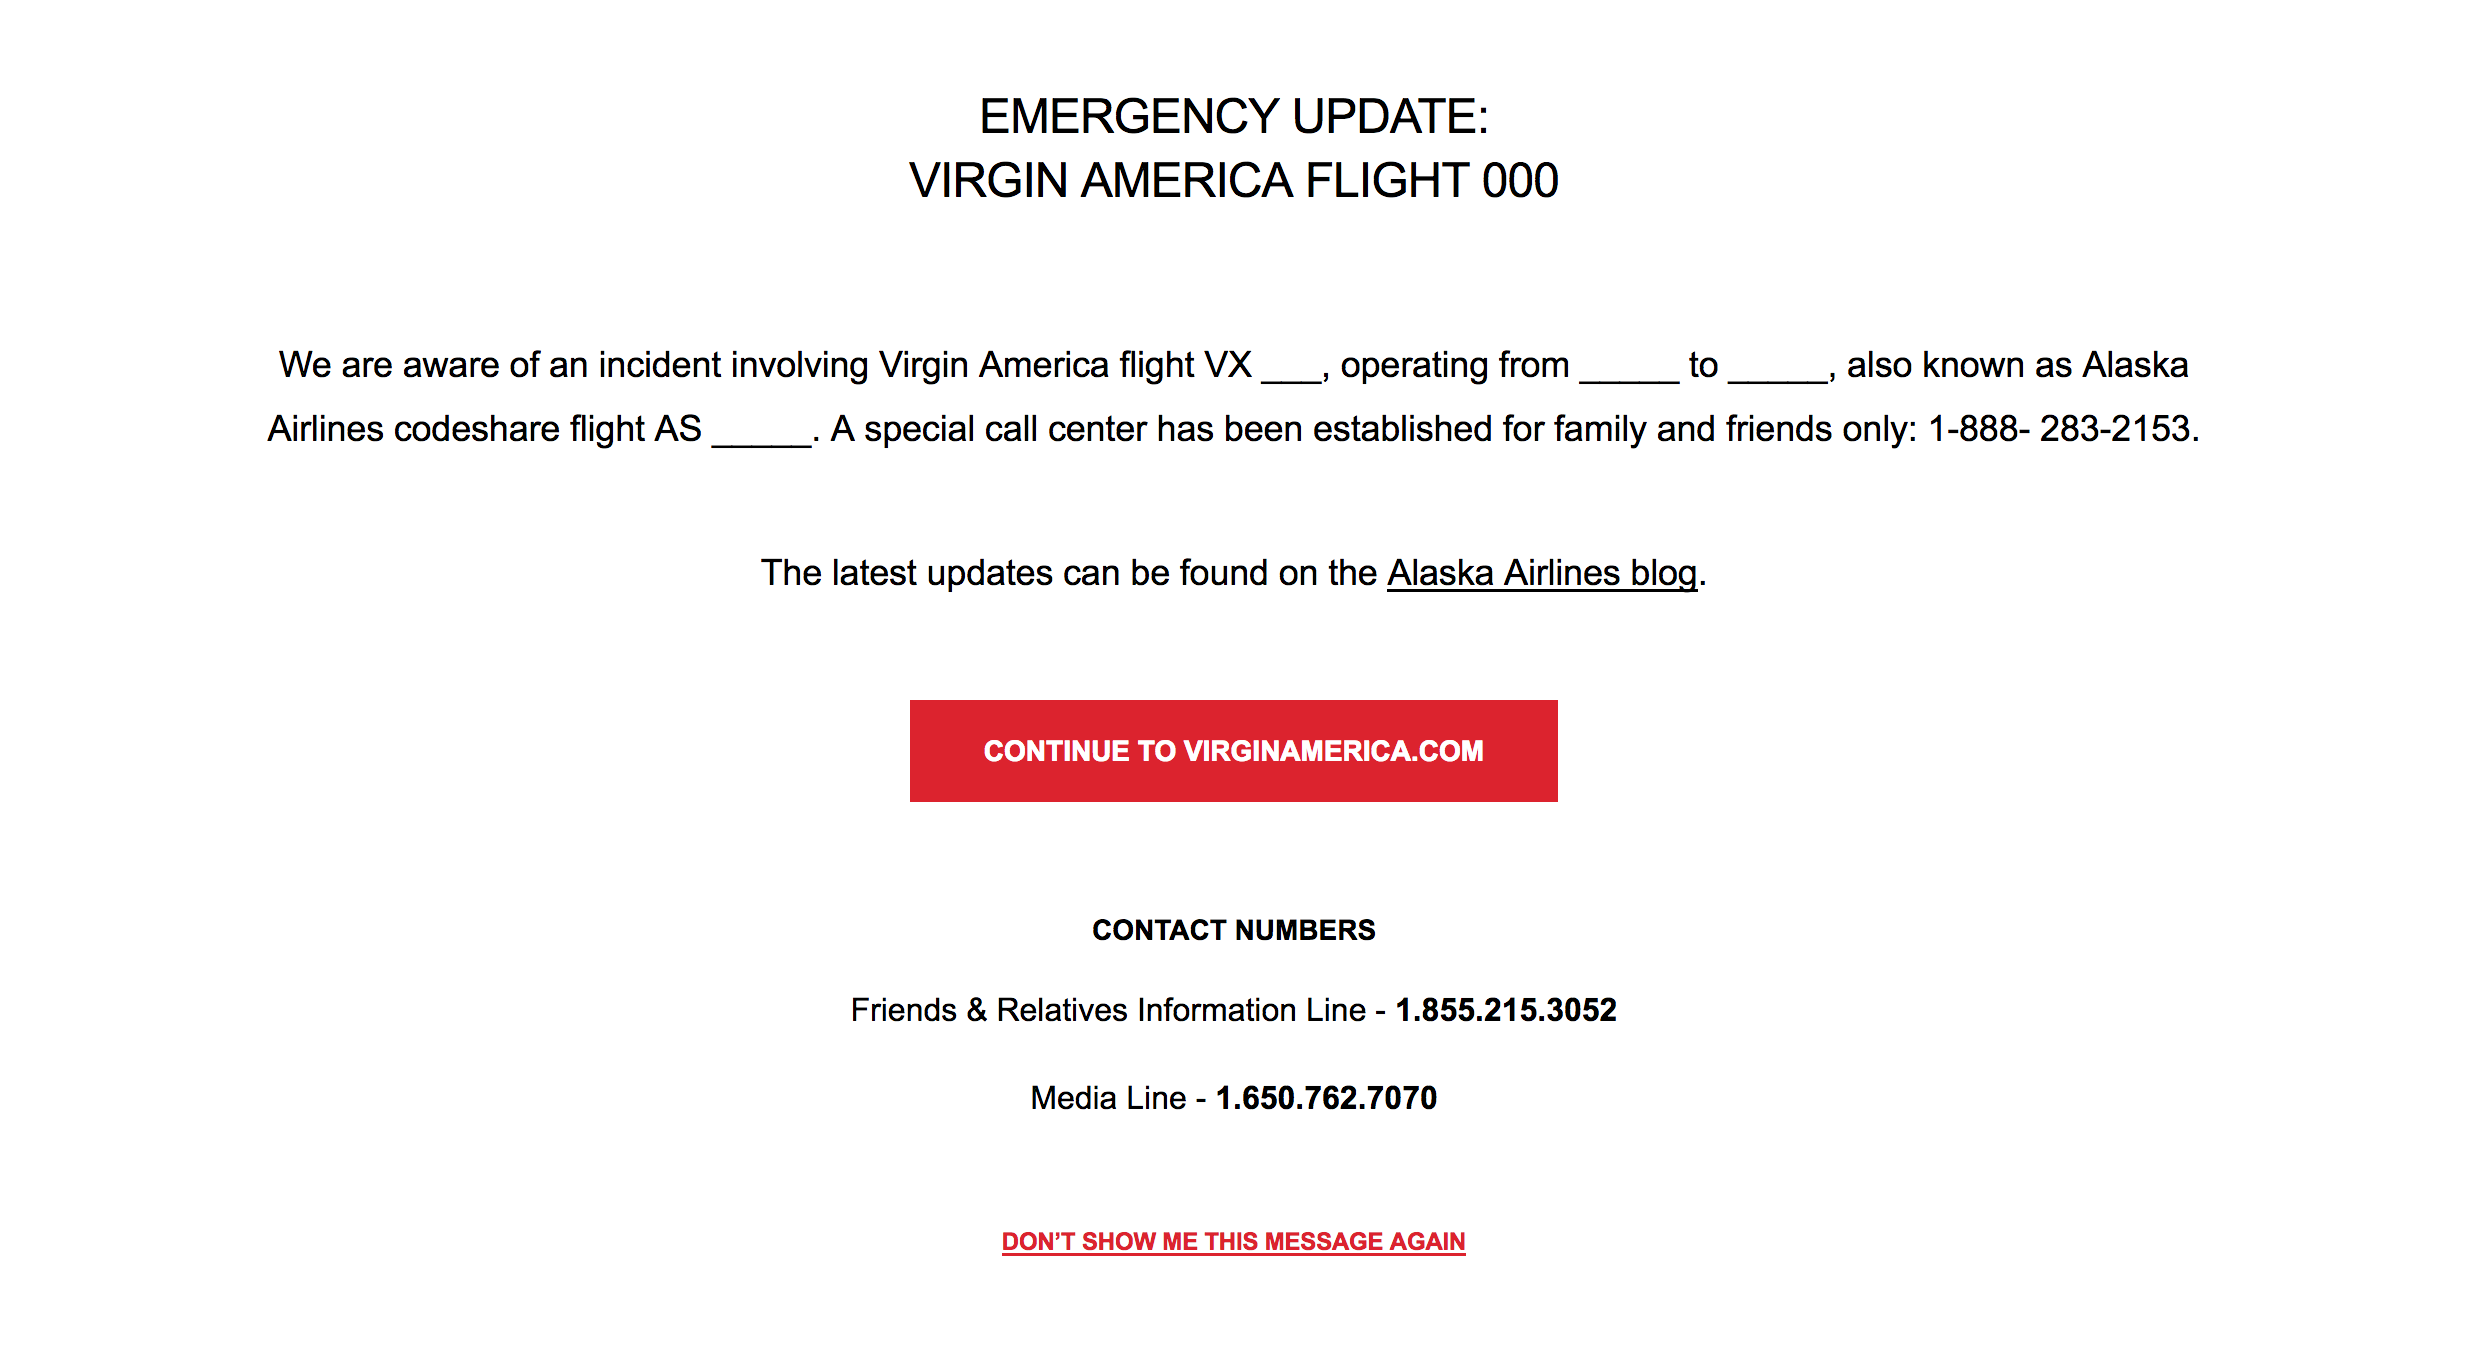 EMERGENCY UPDATE:
VIRGIN AMERICA FLIGHT 000
We are aware of an incident involving Virgin America flight VX ___, operating from _____ to _____, also known as Alaska
Airlines codeshare flight AS _____. A special call center has been established for family and friends only: 1-888- 283-2153.
The latest updates can be found on the Alaska Airlines blog.
CONTINUE TO VIRGINAMERICA.COM
CONTACT NUMBERS
Friends & Relatives Information Line - 1.855.215.3052
Media Line - 1.650.762.7070
DON’T SHOW ME THIS MESSAGE AGAIN